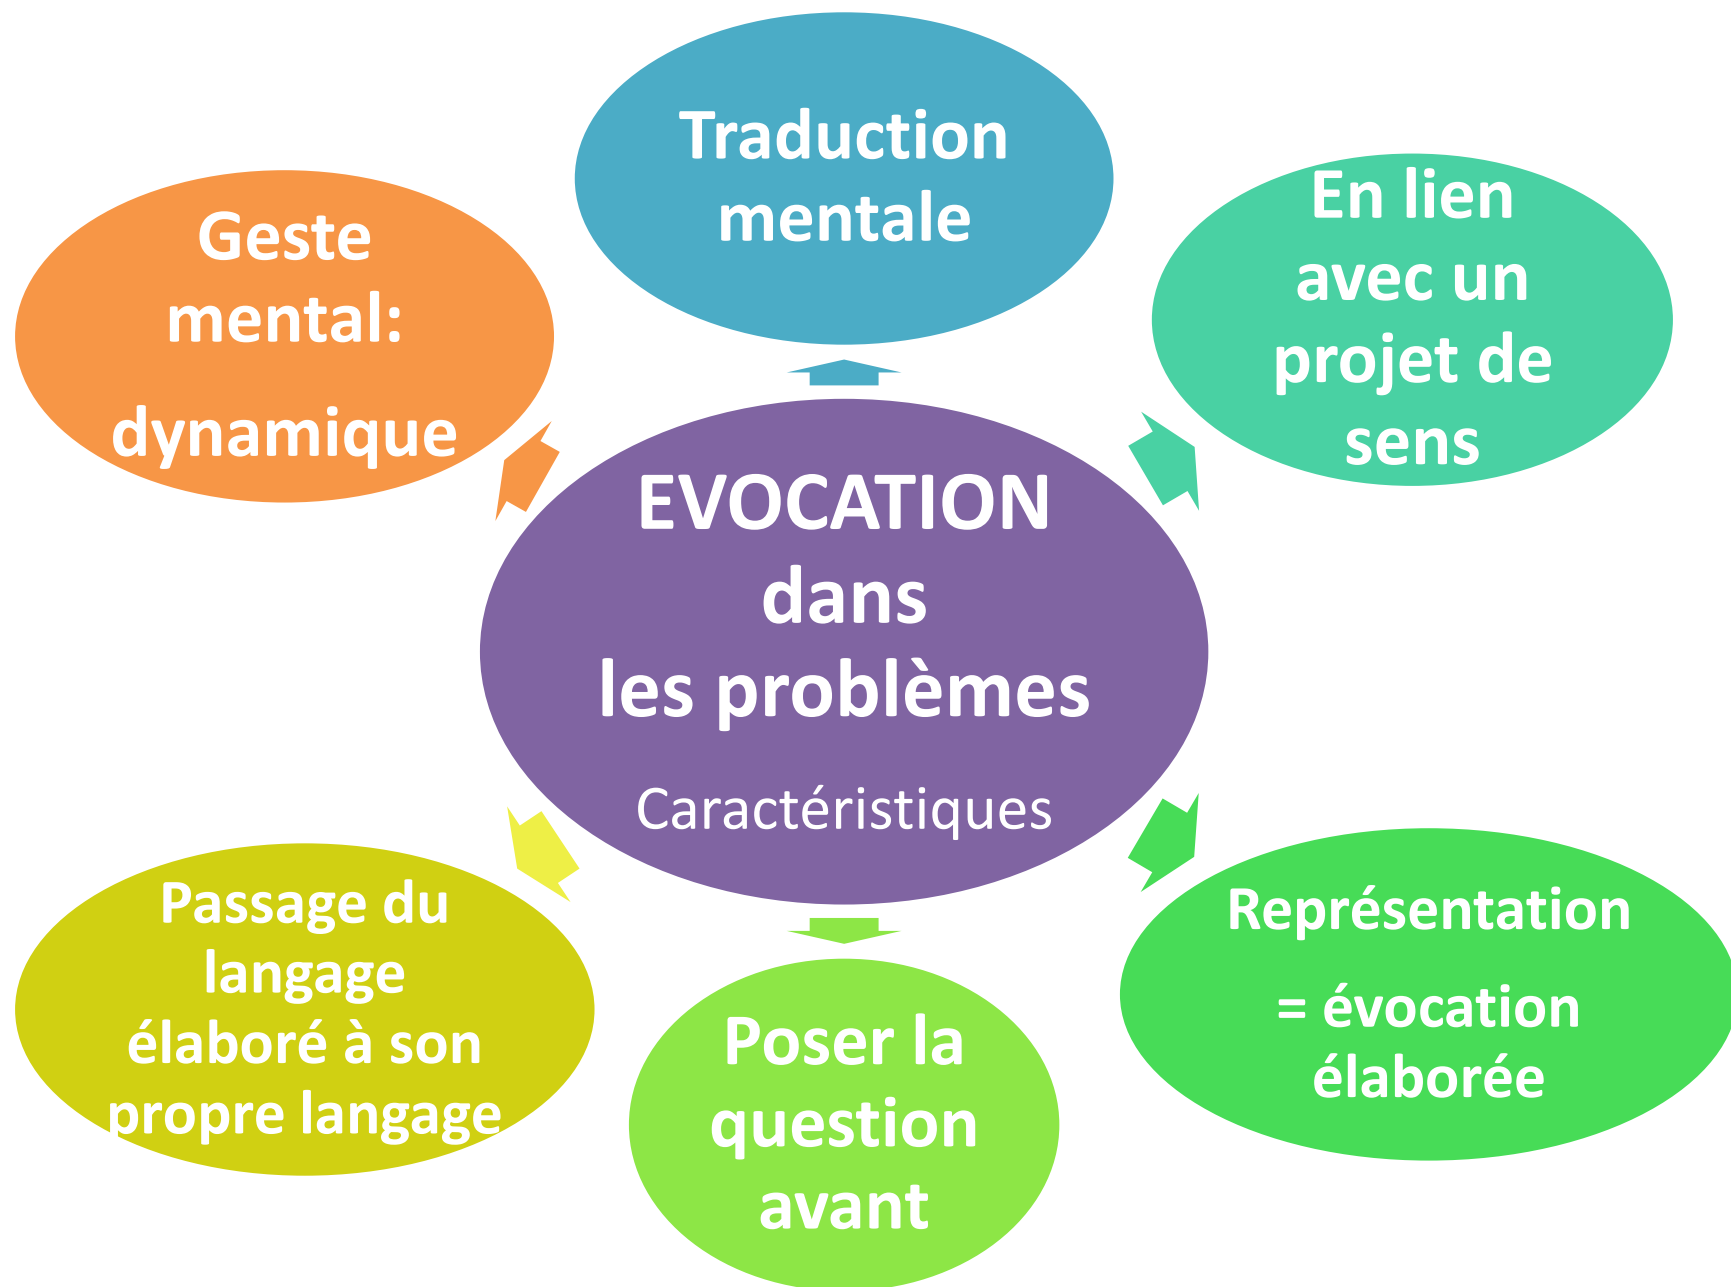 Traduction
mentale
Geste
mental:
dynamique
En lien
avec un
projet de
sens
EVOCATION
dans
les problèmes
Caractéristiques
Passage du
langage
élaboré à son
propre langage
Poser la
question
avant
Représentation
= évocation
élaborée